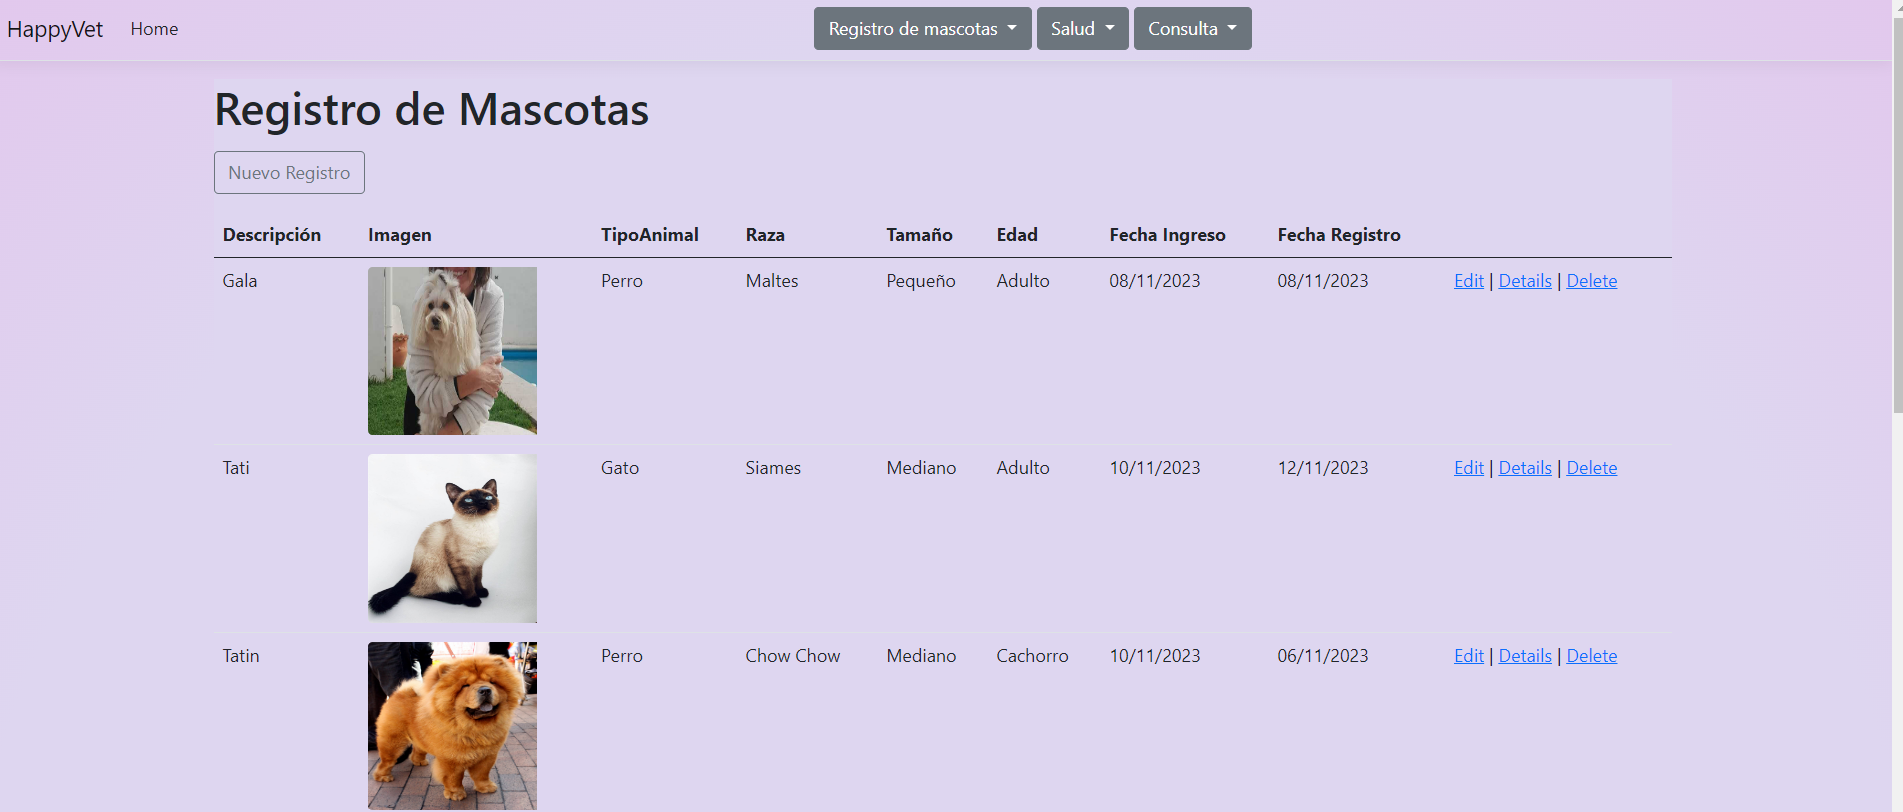 HappyVet Home Registro de mascotas Salud Consulta
Registro de Mascotas
Nuevo Registro
Descripción Imagen TipoAnimal Raza Tamaño Edad Fecha Ingreso Fecha Registro
Gala Perro Maltes Pequeño Adulto 08/11/2023 08/11/2023 Edit | Details | Delete
Tati Gato Siames Mediano Adulto 10/11/2023 12/11/2023 Edit | Details | Delete
Tatin Perro Chow Chow Mediano Cachorro 10/11/2023 06/11/2023 Edit | Details | Delete